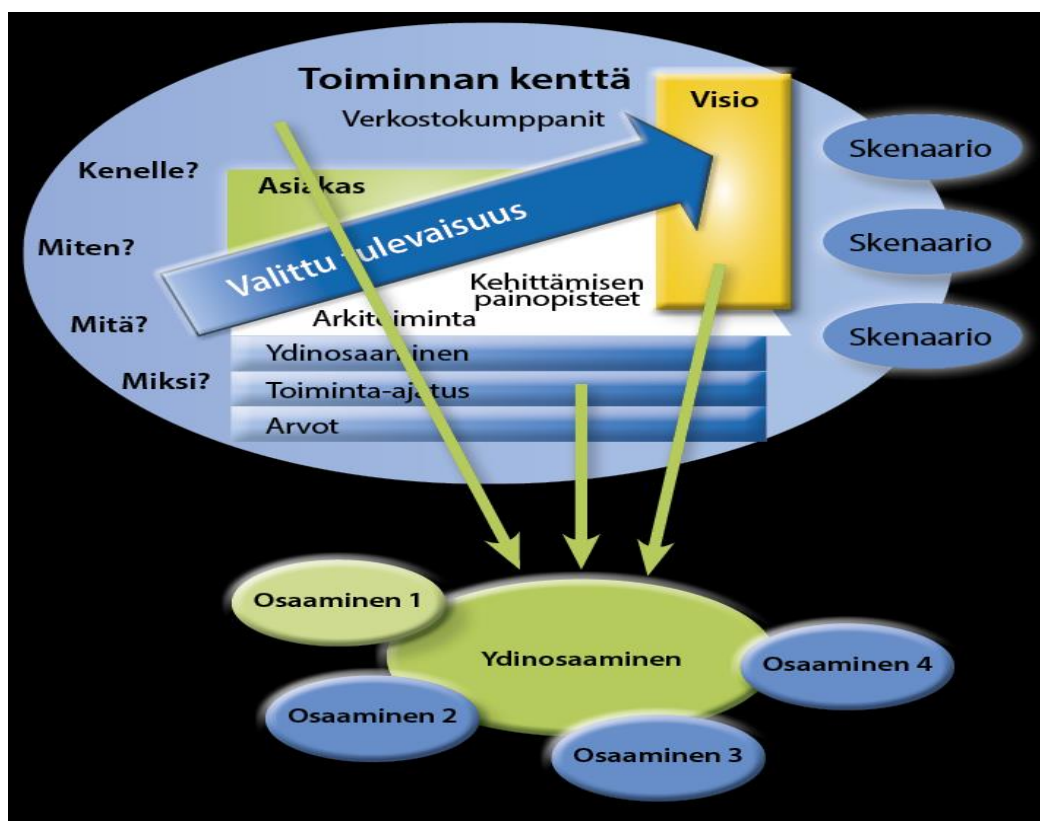 Toiminnan kenttä
Verkostokumppanit
Visio
Kenelle?
Asiakas
Skenaario
Miten?
Valittu tulevaisuus
Skenaario
Kehittämisen
painopisteet
Mitä?
Arkitoiminta
Skenaario
Ydinosaaminen
Miksi?
Toiminta-ajatus
Arvot
Osaaminen 1
Ydinosaaminen
Osaaminen 4
Osaaminen 2
Osaaminen 3